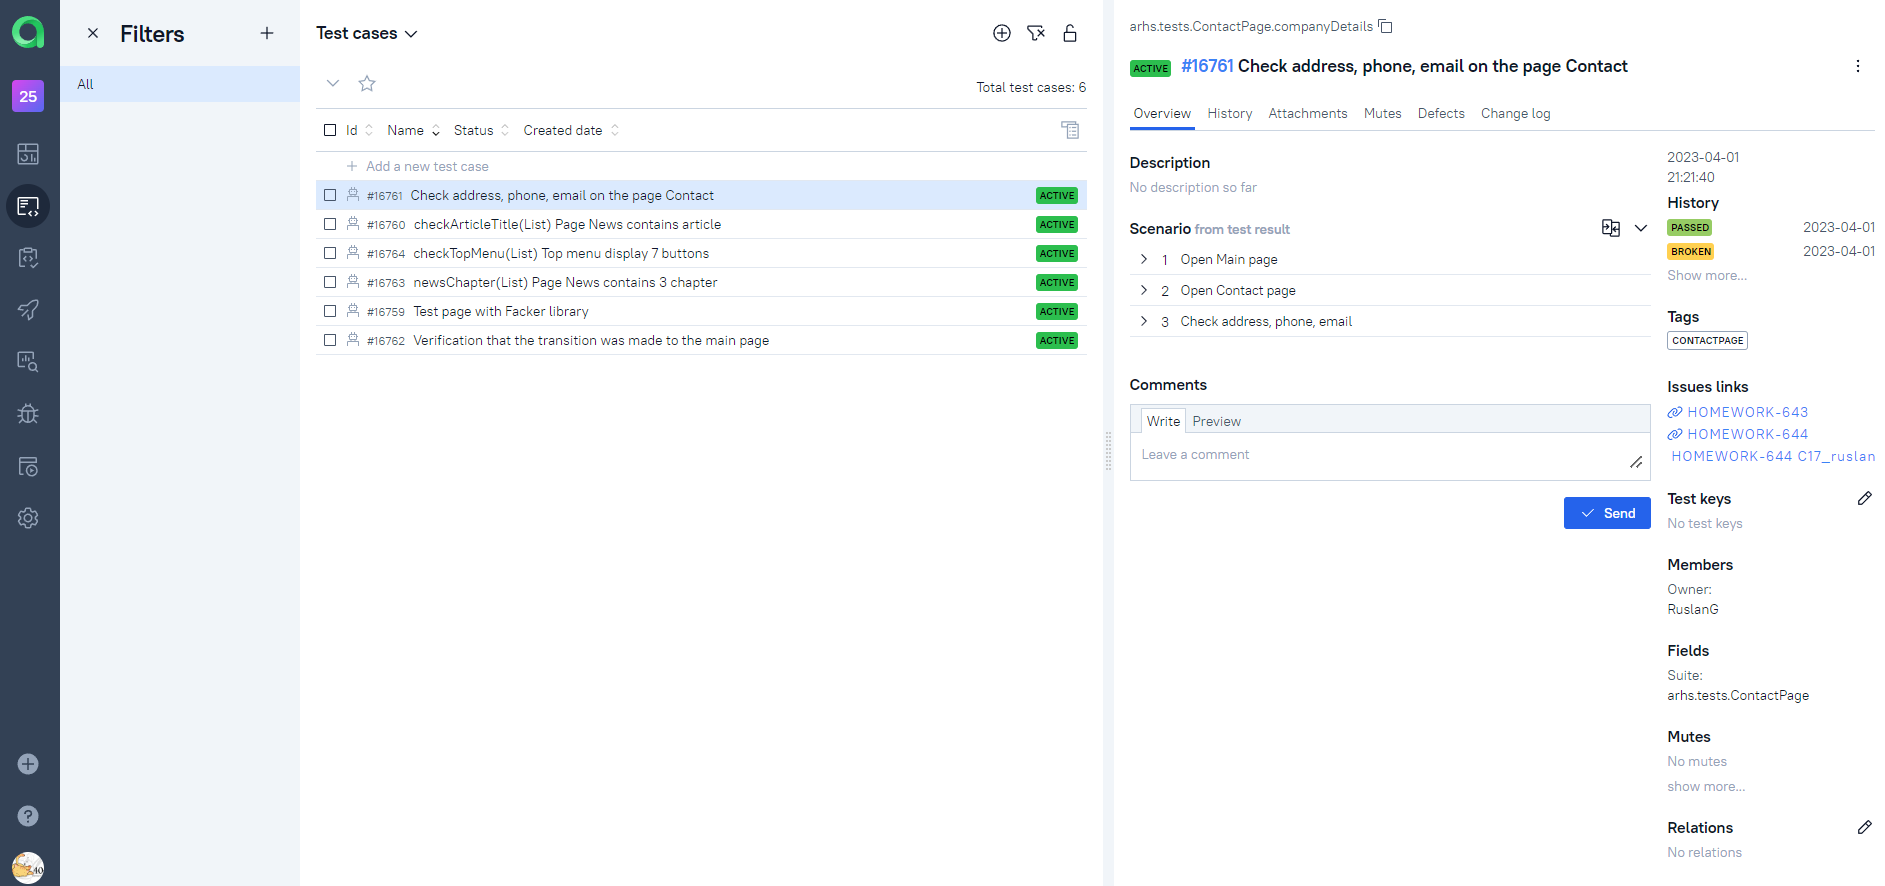 25
Filters
All
Test cases
Total test cases: 6
Id Name Status Created date
Add a new test case
#16761 Check address, phone, email on the page Contact ACTIVE
#16760 checkArticleTitle(List) Page News contains article ACTIVE
#16764 checkTopMenu(List) Top menu display 7 buttons ACTIVE
#16763 newsChapter(List) Page News contains 3 chapter ACTIVE
#16759 Test page with Facker library ACTIVE
#16762 Verification that the transition was made to the main page ACTIVE
arhs.tests.ContactPage.companyDetails
ACTIVE #16761 Check address, phone, email on the page Contact
Overview History Attachments Mutes Defects Change log
Description
No description so far
Scenario from test result
1 Open Main page
2 Open Contact page
3 Check address, phone, email
Comments
Write Preview
Leave a comment
Send
2023-04-01
21:21:40
History
PASSED 2023-04-01
BROKEN 2023-04-01
Show more...
Tags
CONTACTPAGE
Issues links
HOMEWORK-643
HOMEWORK-644
HOMEWORK-644 C17_ruslan
Test keys
No test keys
Members
Owner:
RuslanG
Fields
Suite:
arhs.tests.ContactPage
Mutes
No mutes
show more...
Relations
No relations
40